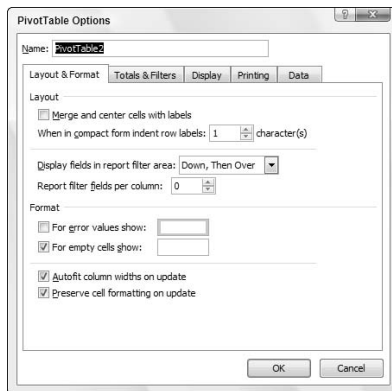 PivotTable Options
Name: PivotTable2
Layout & Format Totals & Filters Display Printing Data
Layout
Merge and center cells with labels
When in compact form indent row labels: 1 character(s)
Display fields in report filter area: Down, Then Over
Report filter fields per column: 0
Format
For error values show:
For empty cells show:
Autofit column widths on update
Preserve cell formatting on update
OK Cancel